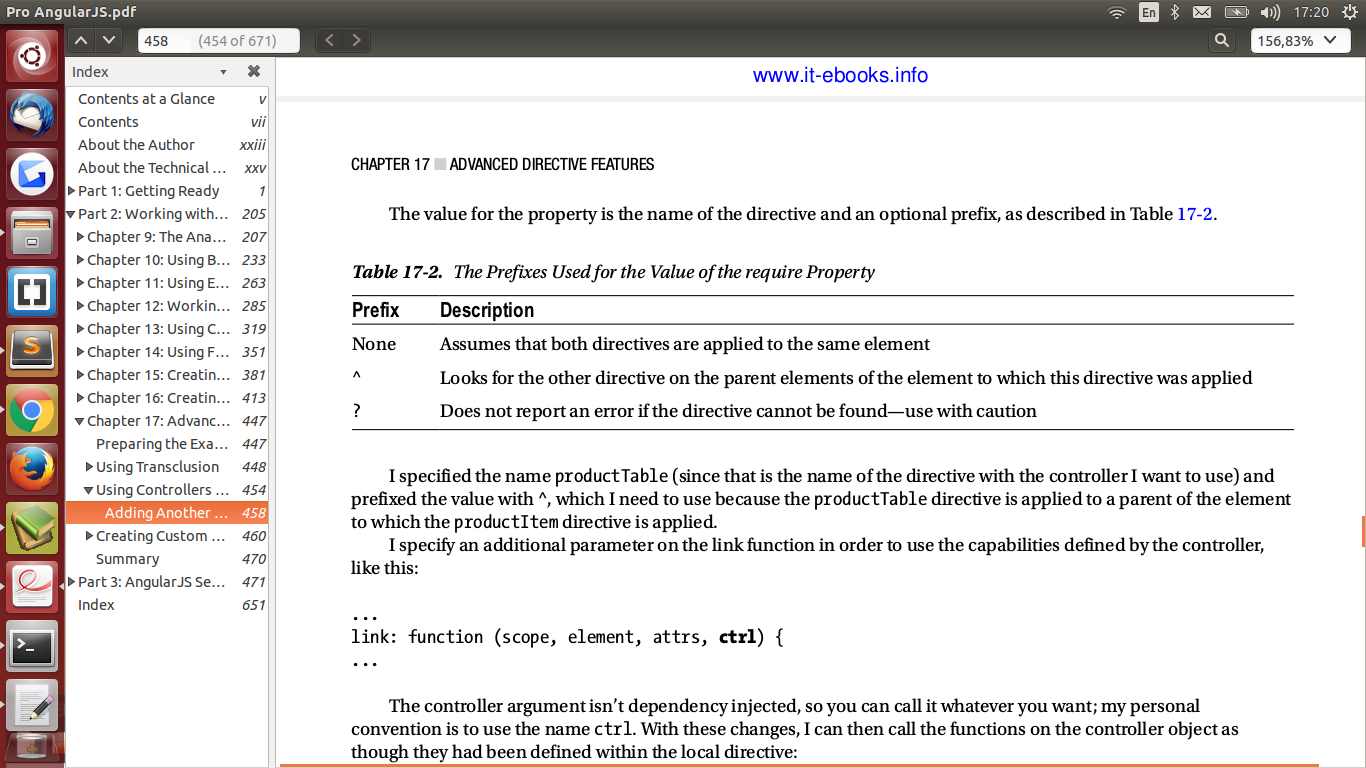 Pro AngularJS.pdf
En
17:20
458 (454 of 671)
156,83%
Index
Contents at a Glance v
Contents vii
About the Author xxiii
About the Technical ... xxv
Part 1: Getting Ready 1
Part 2: Working with... 205
Chapter 9: The Ana... 207
Chapter 10: Using B... 233
Chapter 11: Using E... 263
Chapter 12: Workin... 285
Chapter 13: Using C... 319
Chapter 14: Using F... 351
Chapter 15: Creatin... 381
Chapter 16: Creatin... 413
Chapter 17: Advanc... 447
Preparing the Exa... 447
Using Transclusion 448
Using Controllers ... 454
Adding Another ... 458
Creating Custom ... 460
Summary 470
Part 3: AngularJS Se... 471
Index 651
www.it-ebooks.info
CHAPTER 17 ■ ADVANCED DIRECTIVE FEATURES
The value for the property is the name of the directive and an optional prefix, as described in Table 17-2.
Table 17-2. The Prefixes Used for the Value of the require Property
Prefix Description
None Assumes that both directives are applied to the same element
^ Looks for the other directive on the parent elements of the element to which this directive was applied
? Does not report an error if the directive cannot be found—use with caution
I specified the name productTable (since that is the name of the directive with the controller I want to use) and
prefixed the value with ^, which I need to use because the productTable directive is applied to a parent of the element
to which the productItem directive is applied.
I specify an additional parameter on the link function in order to use the capabilities defined by the controller,
like this:
...
link: function (scope, element, attrs, ctrl) {
...
The controller argument isn’t dependency injected, so you can call it whatever you want; my personal
convention is to use the name ctrl. With these changes, I can then call the functions on the controller object as
though they had been defined within the local directive: